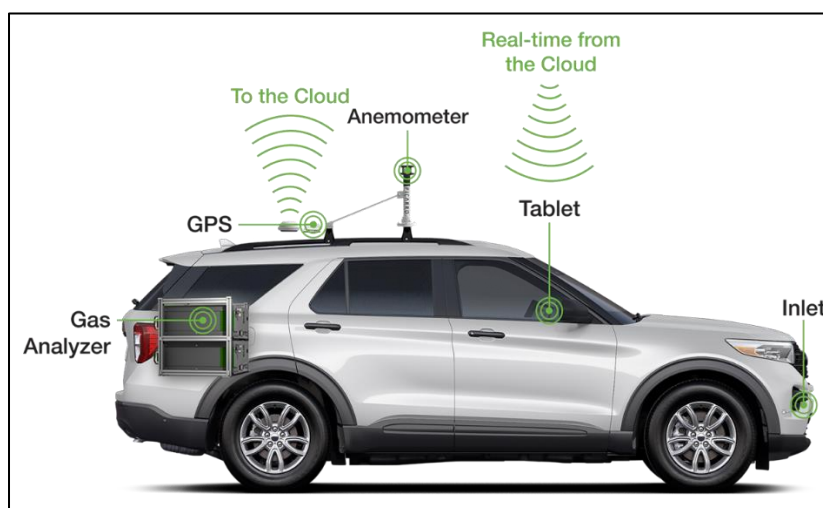 Real-time from
the Cloud
To the Cloud
Anemometer
GPS
Tablet
Gas
Analyzer
Inlet